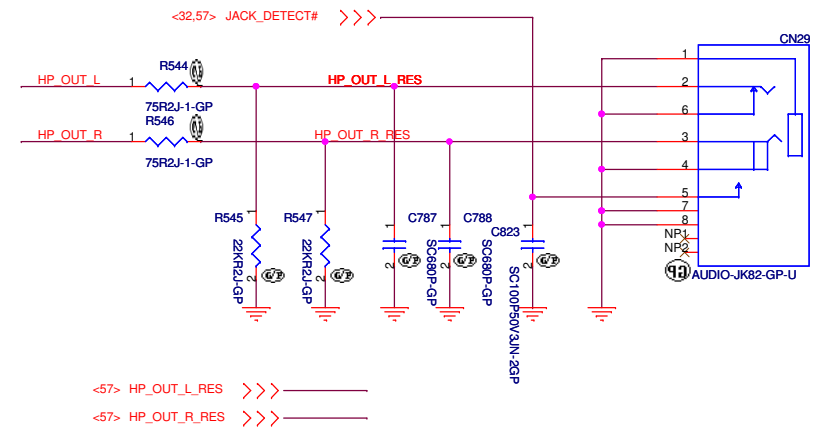 <32,57> JACK_DETECT#
CN29
1
R544
HP_OUT_L 1 HP_OUT_L_RES 2
75R2J-1-GP
R546
6
HP_OUT_R 1 HP_OUT_R_RES 3
75R2J-1-GP
4
5
7
8
R545 R547 C787 C788 C823
1 1 1 1 1
22KR2J-GP 22KR2J-GP SC680P-GP SC680P-GP SC100P50V3JN-2GP
2 2 2 2 2
G/P G/P G/P G/P G/P
NP1
NP2
GP AUDIO-JK82-GP-U
<57> HP_OUT_L_RES
<57> HP_OUT_R_RES